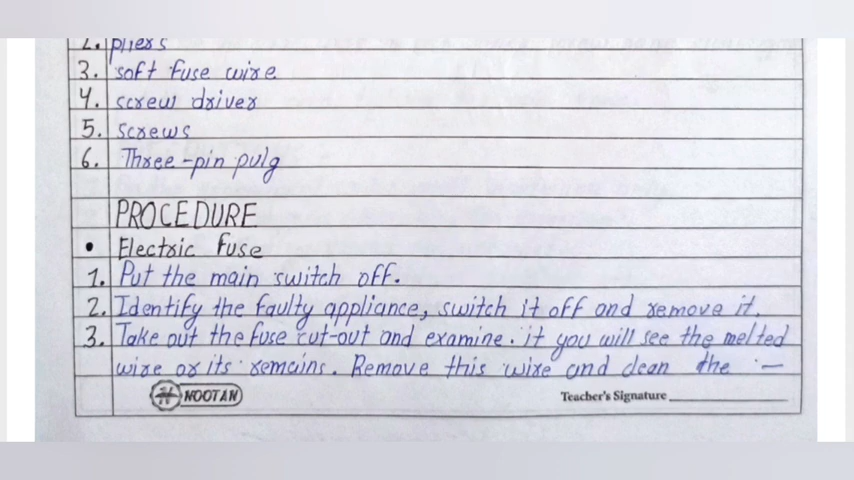 2. pliers
3. soft fuse wire
4. screw driver
5. screws
6. Three-pin pulg
PROCEDURE
• Electric fuse
1. Put the main switch off.
2. Identify the faulty appliance, switch it off and remove it.
3. Take out the fuse cut-out and examine. it you will see the melted
wire or its remains. Remove this wire and clean the -
NOOTAN
Teacher's Signature